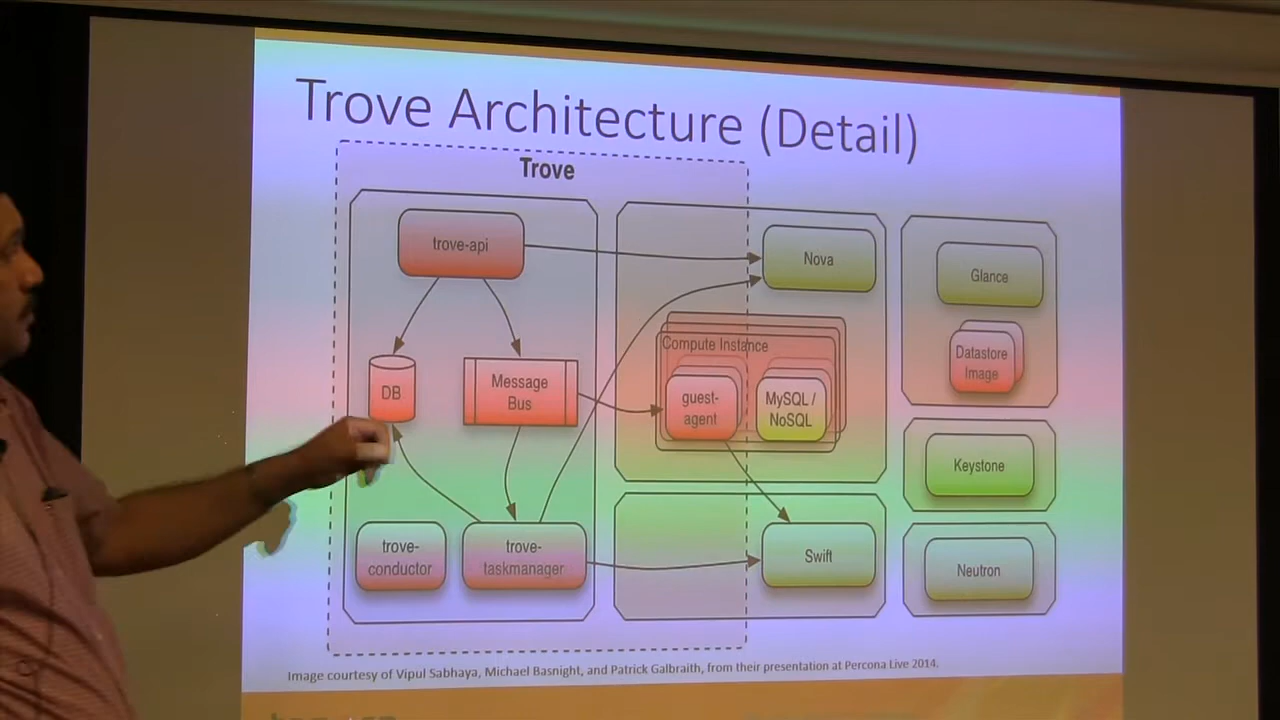 Trove Architecture (Detail)
Trove
trove-api
Nova
Glance
Compute Instance
Datastore
Image
DB
Message
Bus
guest-
agent
MySQL /
NoSQL
Keystone
trove-
conductor
trove-
taskmanager
Swift
Neutron
Image courtesy of Vipul Sabhaya, Michael Basnight, and Patrick Galbraith, from their presentation at Percona Live 2014.